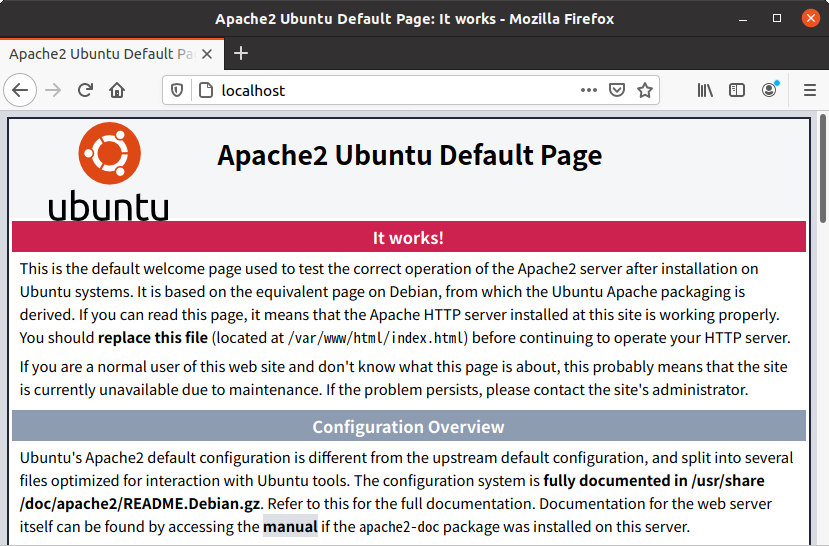 Apache2 Ubuntu Default Page: It works - Mozilla Firefox
Apache2 Ubuntu Default Pa
localhost
ubuntu
Apache2 Ubuntu Default Page
It works!
This is the default welcome page used to test the correct operation of the Apache2 server after installation on
Ubuntu systems. It is based on the equivalent page on Debian, from which the Ubuntu Apache packaging is
derived. If you can read this page, it means that the Apache HTTP server installed at this site is working properly.
You should replace this file (located at /var/www/html/index.html) before continuing to operate your HTTP server.
If you are a normal user of this web site and don't know what this page is about, this probably means that the site
is currently unavailable due to maintenance. If the problem persists, please contact the site's administrator.
Configuration Overview
Ubuntu's Apache2 default configuration is different from the upstream default configuration, and split into several
files optimized for interaction with Ubuntu tools. The configuration system is fully documented in /usr/share
/doc/apache2/README.Debian.gz. Refer to this for the full documentation. Documentation for the web server
itself can be found by accessing the manual if the apache2-doc package was installed on this server.